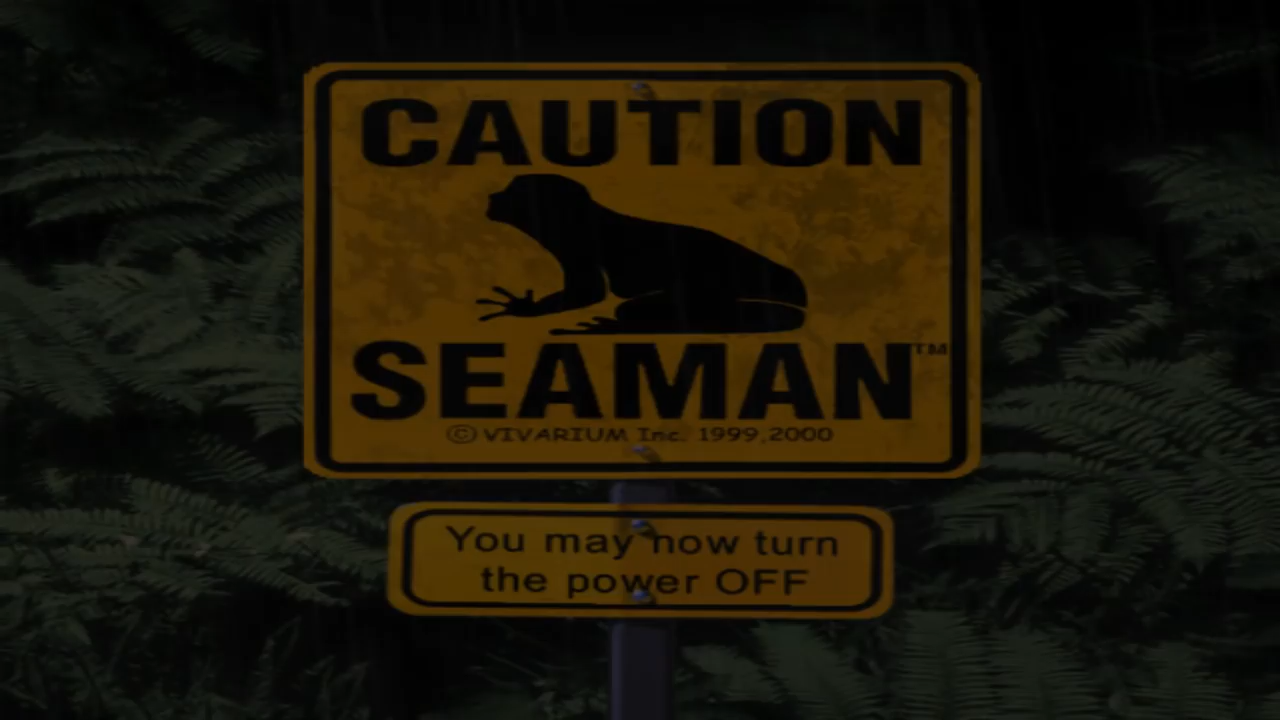 CAUTION
SEAMAN™
© VIVARIUM Inc. 1999,2000
You may now turn
the power OFF